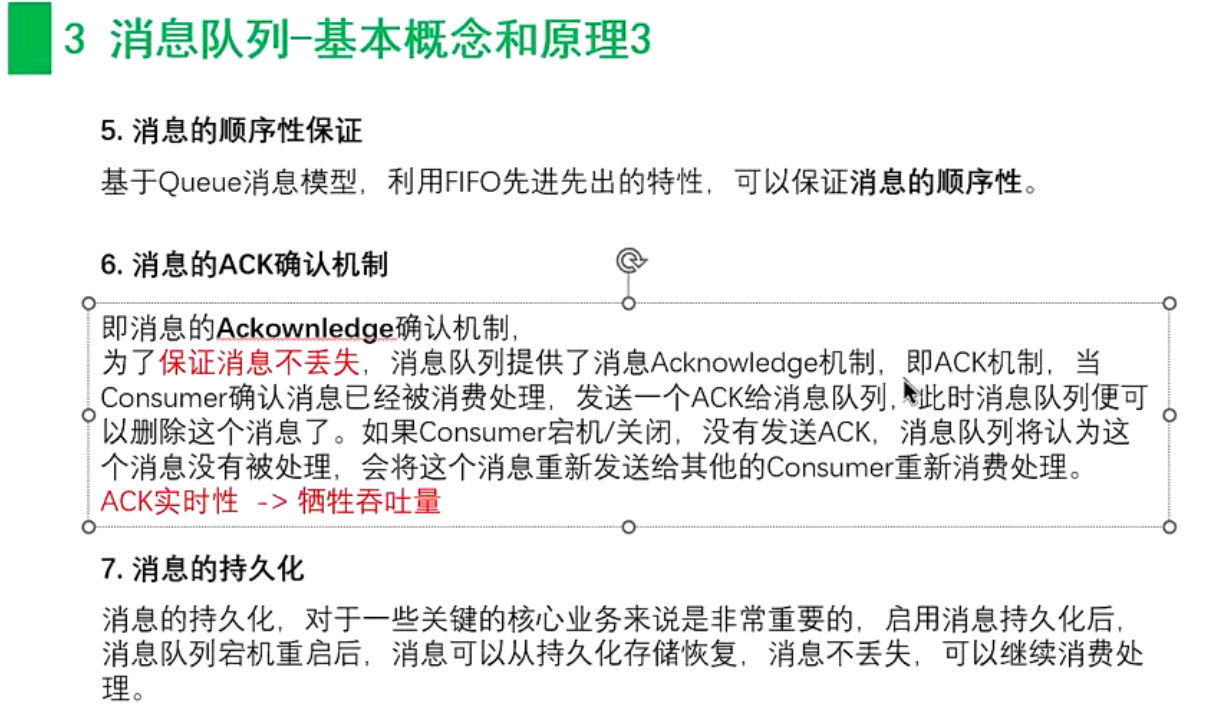 3 消息队列-基本概念和原理3
5. 消息的顺序性保证
基于Queue消息模型，利用FIFO先进先出的特性，可以保证消息的顺序性。
6. 消息的ACK确认机制
即消息的Ackownledge确认机制，
为了保证消息不丢失，消息队列提供了消息Acknowledge机制，即ACK机制，当
Consumer确认消息已经被消费处理，发送一个ACK给消息队列，此时消息队列便可
以删除这个消息了。如果Consumer宕机/关闭，没有发送ACK，消息队列将认为这
个消息没有被处理，会将这个消息重新发送给其他的Consumer重新消费处理。
ACK实时性 -> 牺牲吞吐量
7. 消息的持久化
消息的持久化，对于一些关键的核心业务来说是非常重要的，启用消息持久化后，
消息队列宕机重启后，消息可以从持久化存储恢复，消息不丢失，可以继续消费处
理。